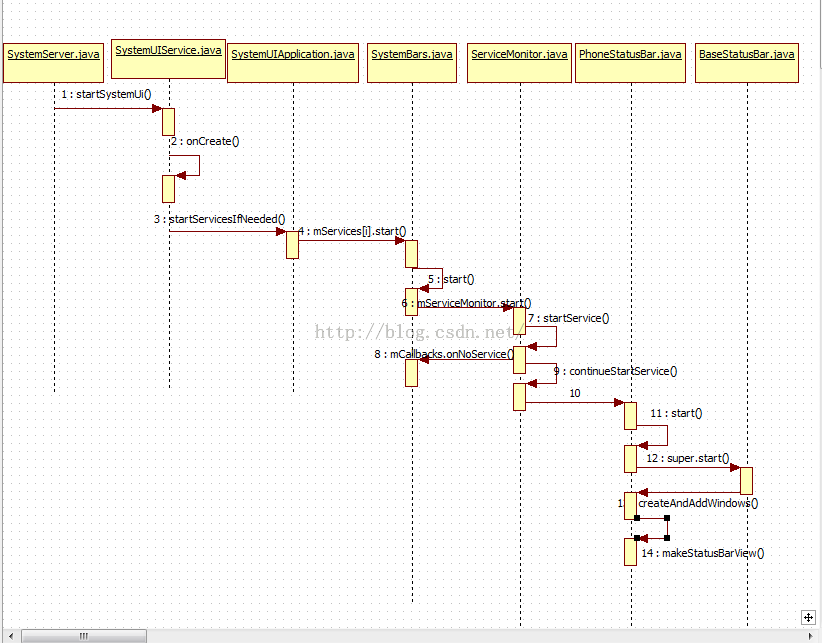 SystemServer.java
SystemUIService.java
SystemUIApplication.java
SystemBars.java
ServiceMonitor.java
PhoneStatusBar.java
BaseStatusBar.java
1 : startSystemUi()
2 : onCreate()
3 : startServicesIfNeeded()
4 : mServices[i].start()
5 : start()
6 : mServiceMonitor.start()
7 : startService()
http://blog.csdn.net/
8 : mCallbacks.onNoService()
9 : continueStartService()
10
11 : start()
12 : super.start()
createAndAddWindows()
14 : makeStatusBarView()